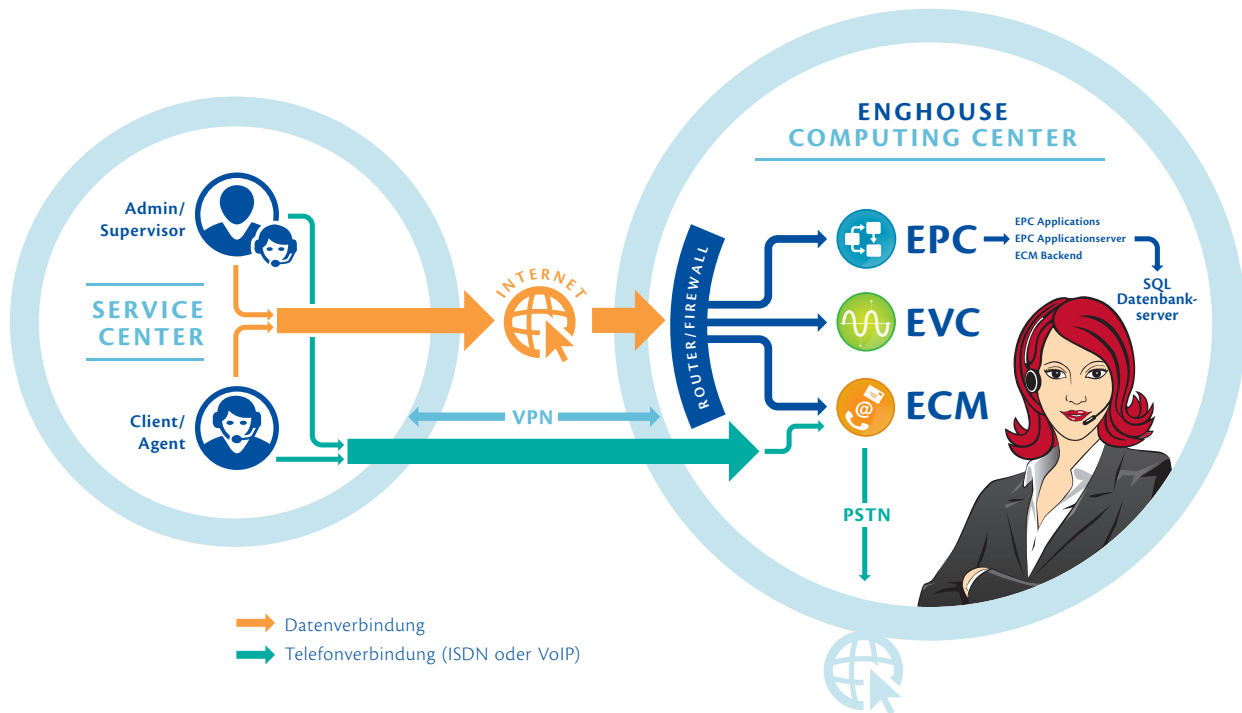 ENGHOUSE
COMPUTING CENTER
Admin/
Supervisor
SERVICE
CENTER
Client/
Agent
INTERNET
VPN
ROUTER/FIREWALL
EPC
EPC Applications
EPC Applicationserver
ECM Backend
SQL
Datenbank-
server
EVC
ECM
PSTN
Datenverbindung
Telefonverbindung (ISDN oder VoIP)